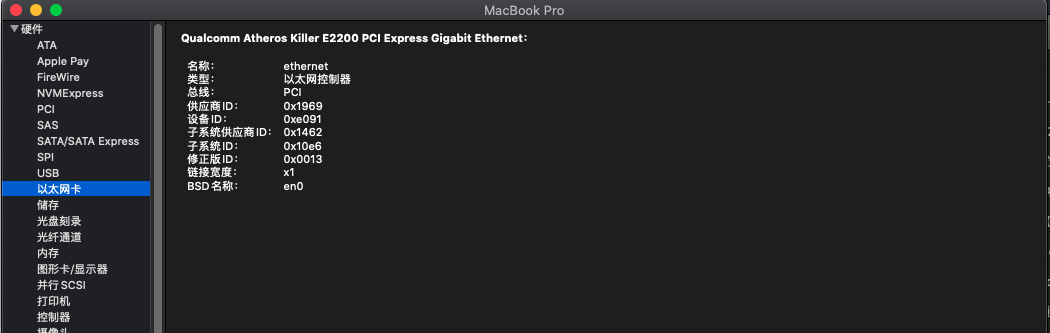 MacBook Pro
硬件
ATA
Apple Pay
FireWire
NVMExpress
PCI
SAS
SATA/SATA Express
SPI
USB
以太网卡
储存
光盘刻录
光纤通道
内存
图形卡/显示器
并行 SCSI
打印机
控制器
摄像头
Qualcomm Atheros Killer E2200 PCI Express Gigabit Ethernet：
名称： ethernet
类型： 以太网控制器
总线： PCI
供应商 ID： 0x1969
设备 ID： 0xe091
子系统供应商 ID： 0x1462
子系统 ID： 0x10e6
修正版 ID： 0x0013
链接宽度： x1
BSD 名称： en0